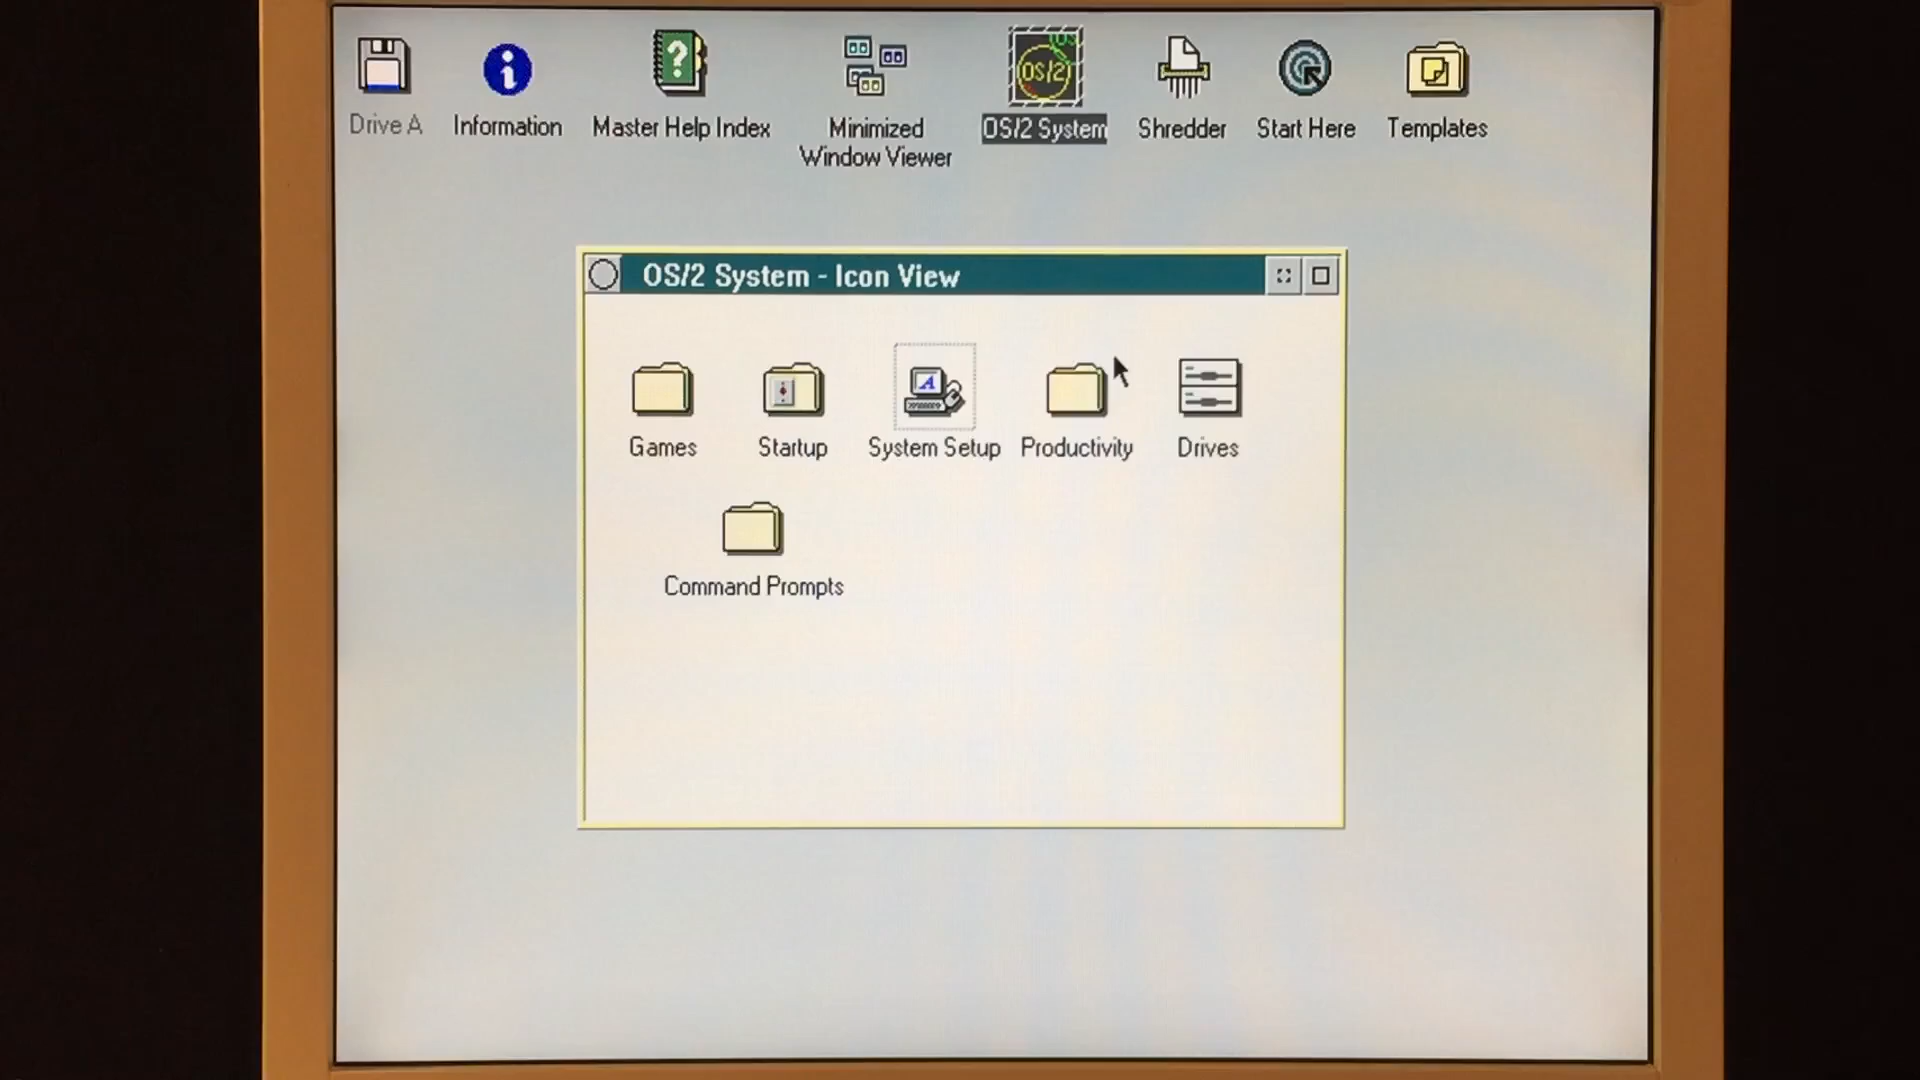 Drive A
Information
Master Help Index
Minimized
Window Viewer
OS/2
OS/2 System
Shredder
Start Here
Templates
OS/2 System - Icon View
Games
Startup
A
System Setup
Productivity
Drives
Command Prompts